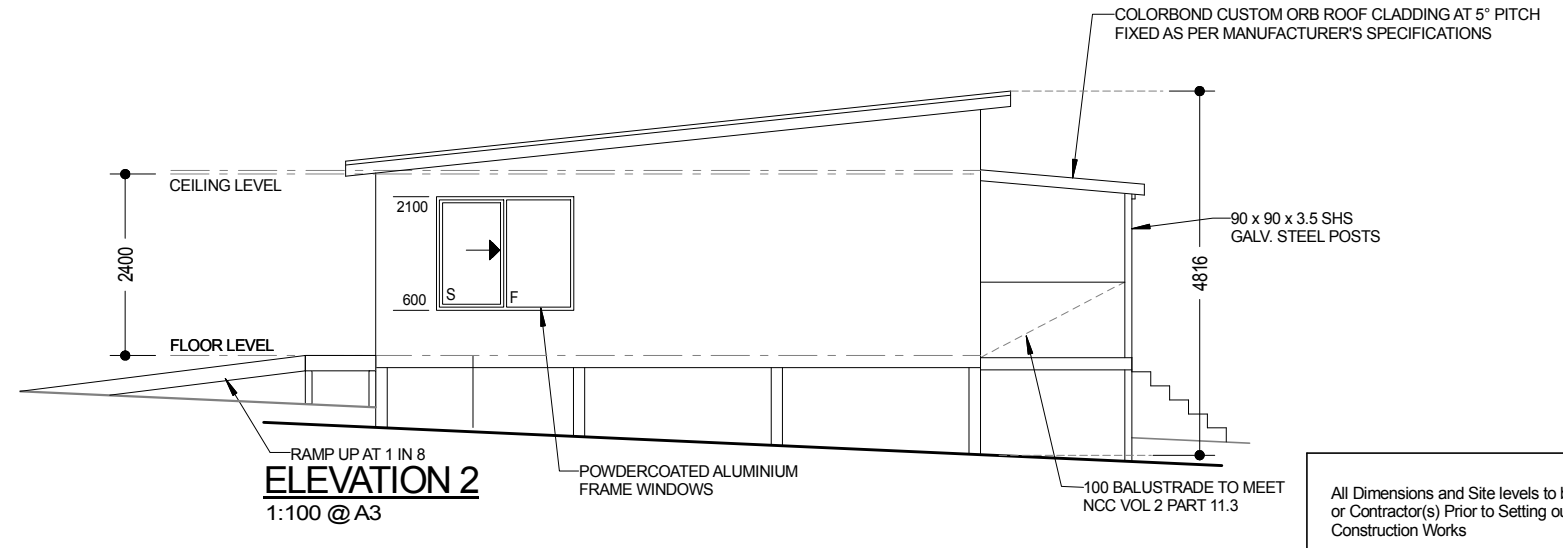 COLORBOND CUSTOM ORB ROOF CLADDING AT 5° PITCH
FIXED AS PER MANUFACTURER'S SPECIFICATIONS
CEILING LEVEL
2100
2400
90 x 90 x 3.5 SHS
GALV. STEEL POSTS
4816
600
S
F
FLOOR LEVEL
RAMP UP AT 1 IN 8
ELEVATION 2
1:100 @ A3
POWDERCOATED ALUMINIUM
FRAME WINDOWS
100 BALUSTRADE TO MEET
NCC VOL 2 PART 11.3
All Dimensions and Site levels to
or Contractor(s) Prior to Setting
Construction Works